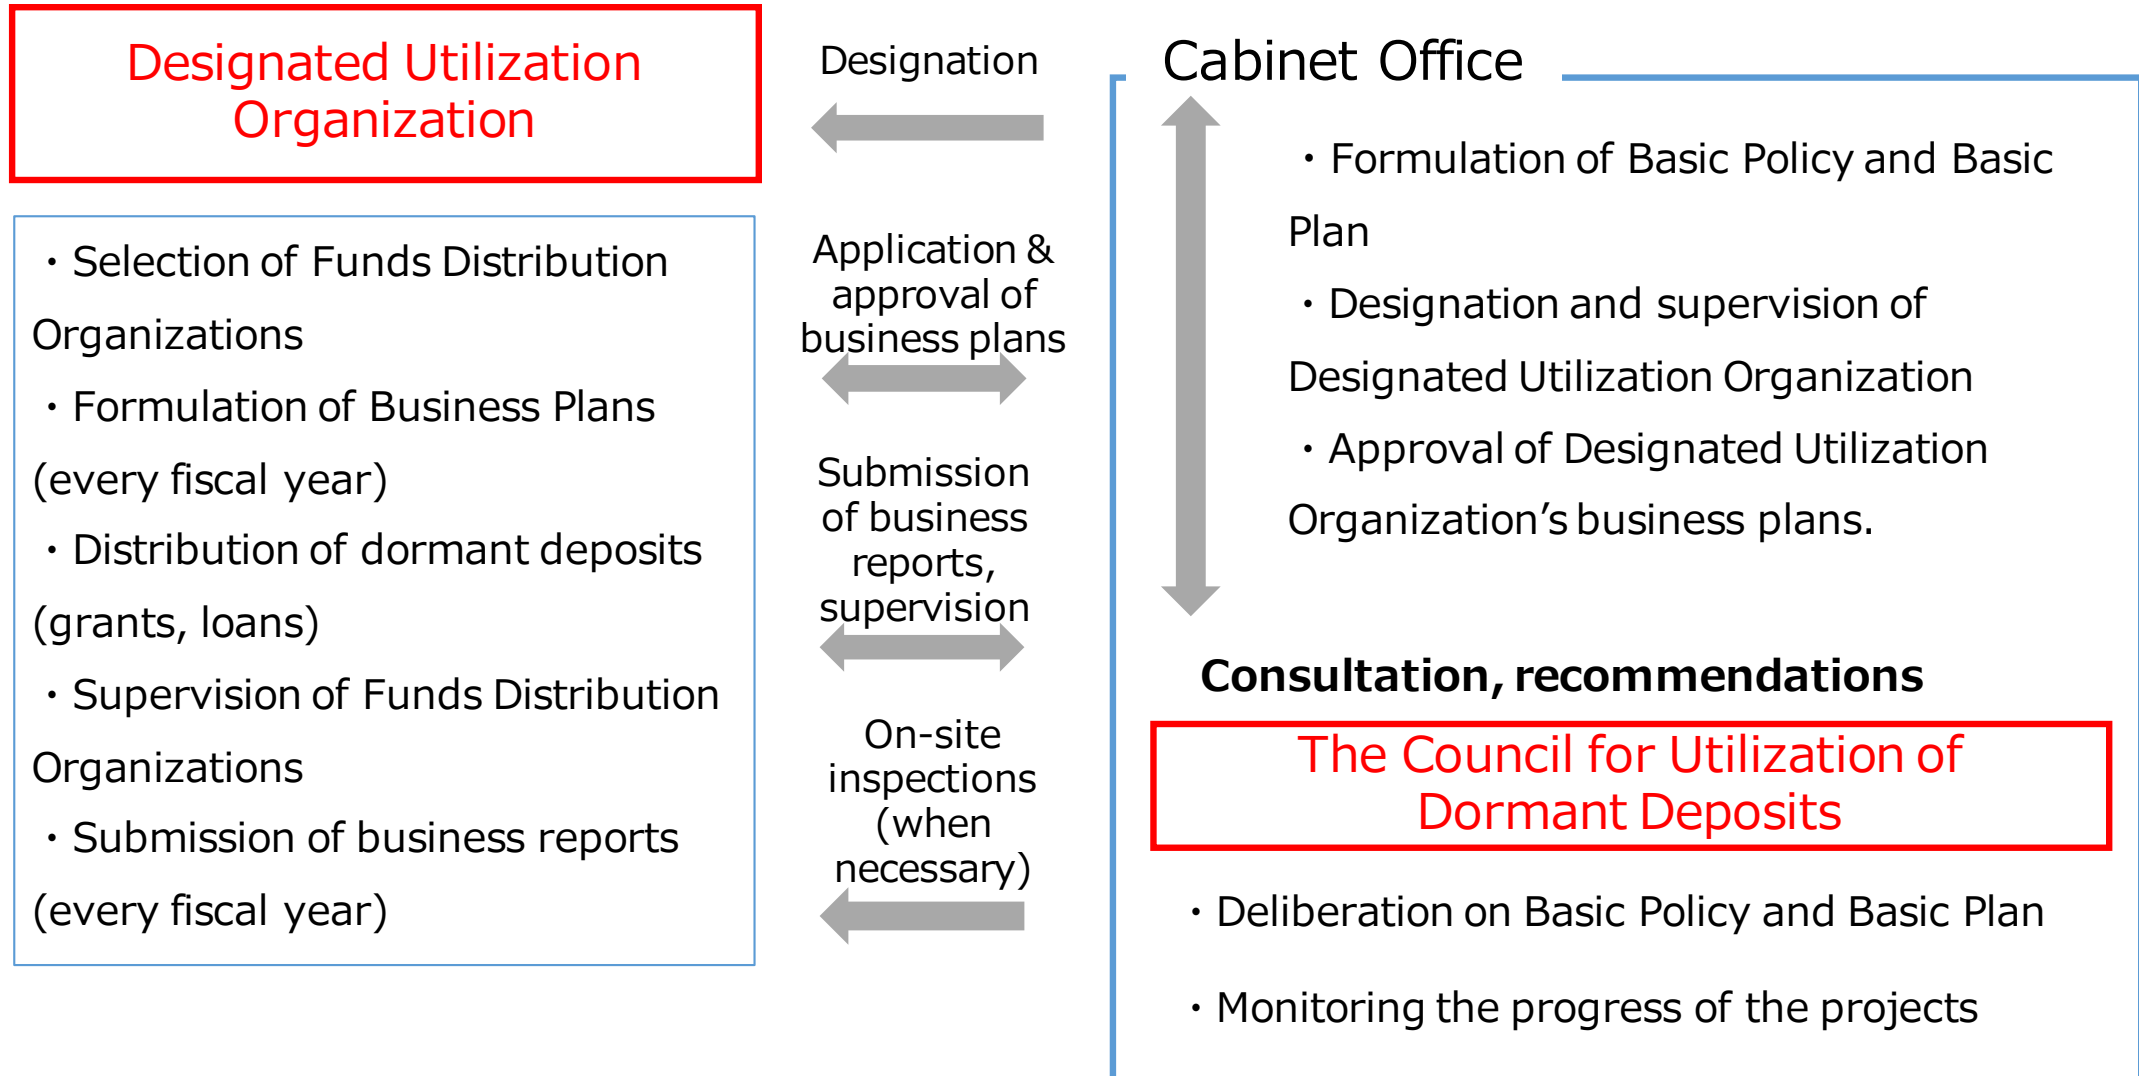 Designated Utilization
Organization
・Selection of Funds Distribution
Organizations
・Formulation of Business Plans
(every fiscal year)
・Distribution of dormant deposits
(grants, loans)
・Supervision of Funds Distribution
Organizations
・Submission of business reports
(every fiscal year)
Designation
Application &
approval of
business plans
Submission
of business
reports,
supervision
On-site
inspections
(when
necessary)
Cabinet Office
・Formulation of Basic Policy and Basic
Plan
・Designation and supervision of
Designated Utilization Organization
・Approval of Designated Utilization
Organization’s business plans.
Consultation, recommendations
The Council for Utilization of
Dormant Deposits
・Deliberation on Basic Policy and Basic Plan
・Monitoring the progress of the projects